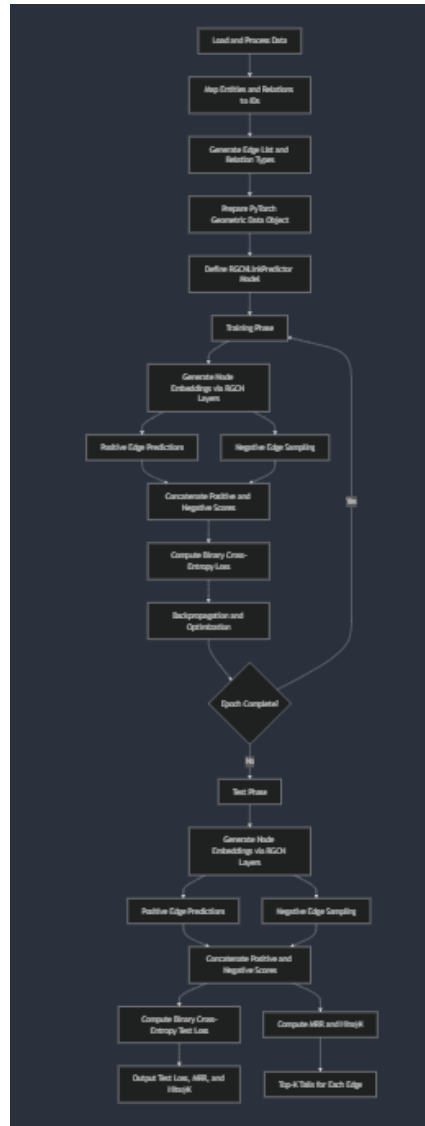 Load and Process Data
Map Entities and Relations
to IDs
Generate Edge List and
Relation Types
Prepare PyTorch
Geometric Data Object
Define RGCNLinkPredictor
Model
Training Phase
Generate Node
Embeddings via RGCN
Layers
Positive Edge Predictions
Negative Edge Sampling
Concatenate Positive and
Negative Scores
Yes
Compute Binary Cross-
Entropy Loss
Backpropagation and
Optimization
Epoch Complete?
No
Test Phase
Generate Node
Embeddings via RGCN
Layers
Positive Edge Predictions
Negative Edge Sampling
Concatenate Positive and
Negative Scores
Compute Binary Cross-
Entropy Test Loss
Compute MRR and Hits@K
Output Test Loss, MRR, and
Hits@K
Top-K Tails for Each Edge